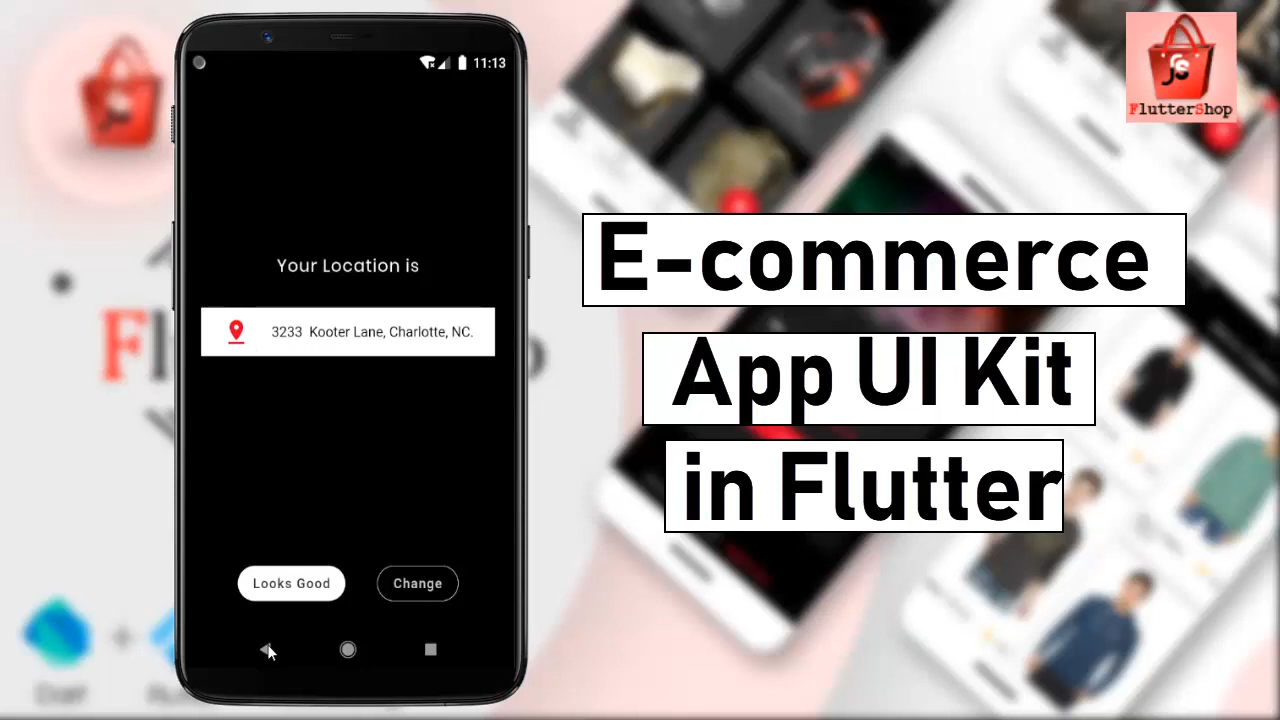 11:13
FlutterShop
Your Location is
3233 Kooter Lane, Charlotte, NC.
Looks Good
Change
E-commerce
App UI Kit
in Flutter